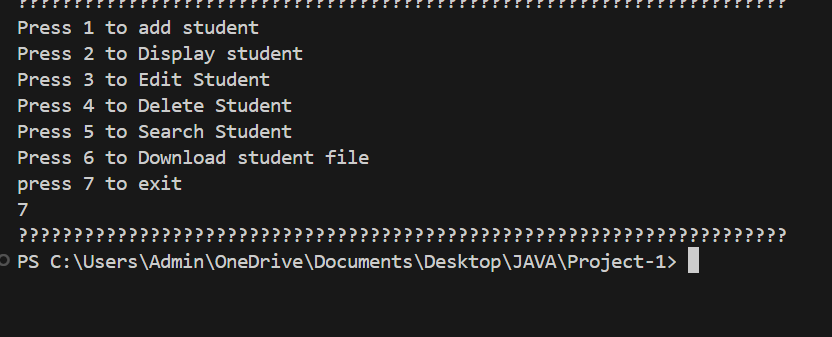 ??????????????????????????????????????????????????????????????????????
Press 1 to add student
Press 2 to Display student
Press 3 to Edit Student
Press 4 to Delete Student
Press 5 to Search Student
Press 6 to Download student file
press 7 to exit
7
??????????????????????????????????????????????????????????????????????
PS C:\Users\Admin\OneDrive\Documents\Desktop\JAVA\Project-1>